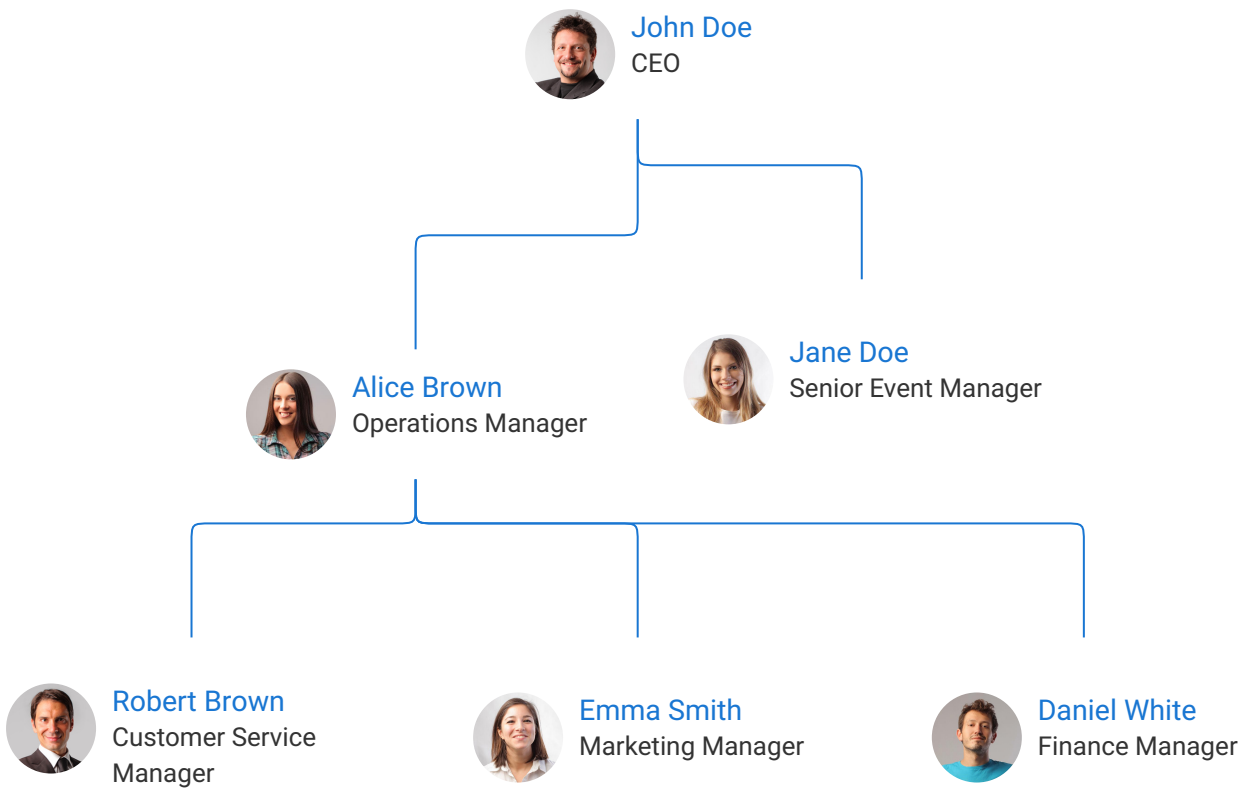 John Doe
CEO
Alice Brown
Operations Manager
Jane Doe
Senior Event Manager
Robert Brown
Customer Service
Manager
Emma Smith
Marketing Manager
Daniel White
Finance Manager